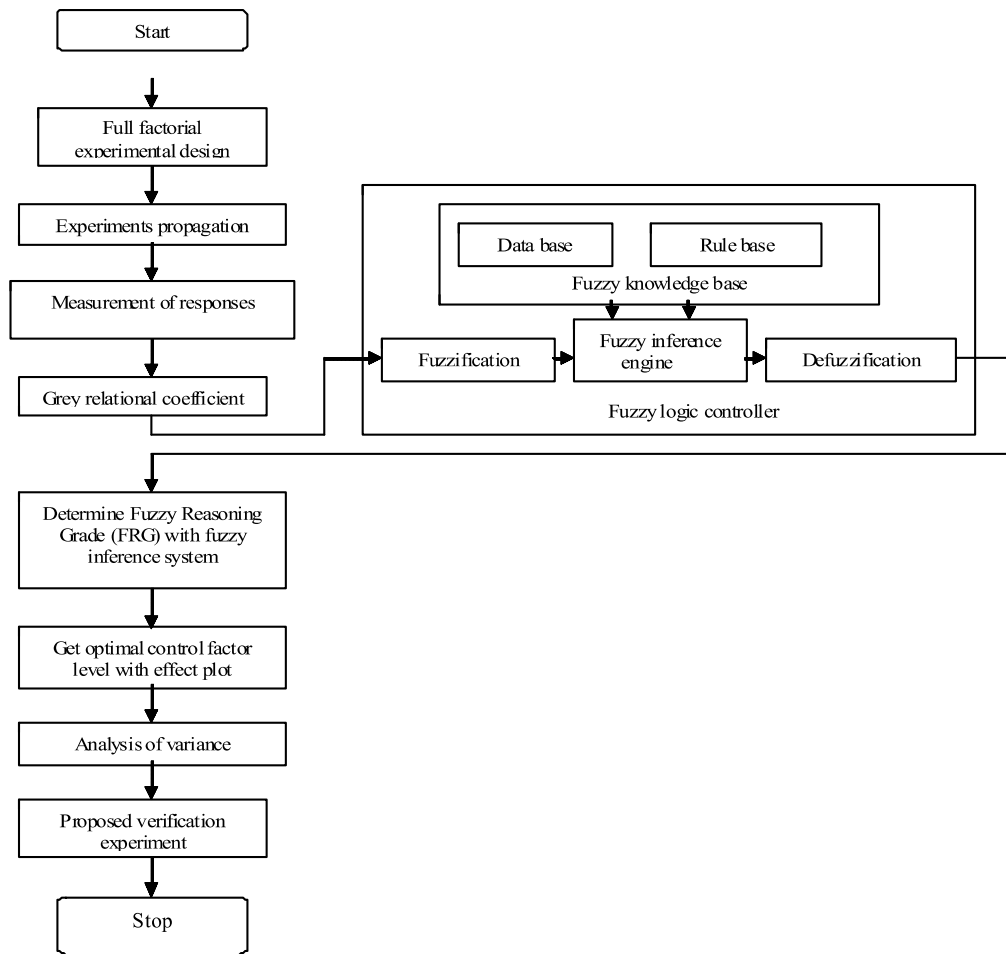 Start
Full factorial
experimental design
Experiments propagation
Measurement of responses
Grey relational coefficient
Data base
Rule base
Fuzzy knowledge base
Fuzzification
Fuzzy inference
engine
Defuzzification
Fuzzy logic controller
Determine Fuzzy Reasoning
Grade (FRG) with fuzzy
inference system
Get optimal control factor
level with effect plot
Analysis of variance
Proposed verification
experiment
Stop